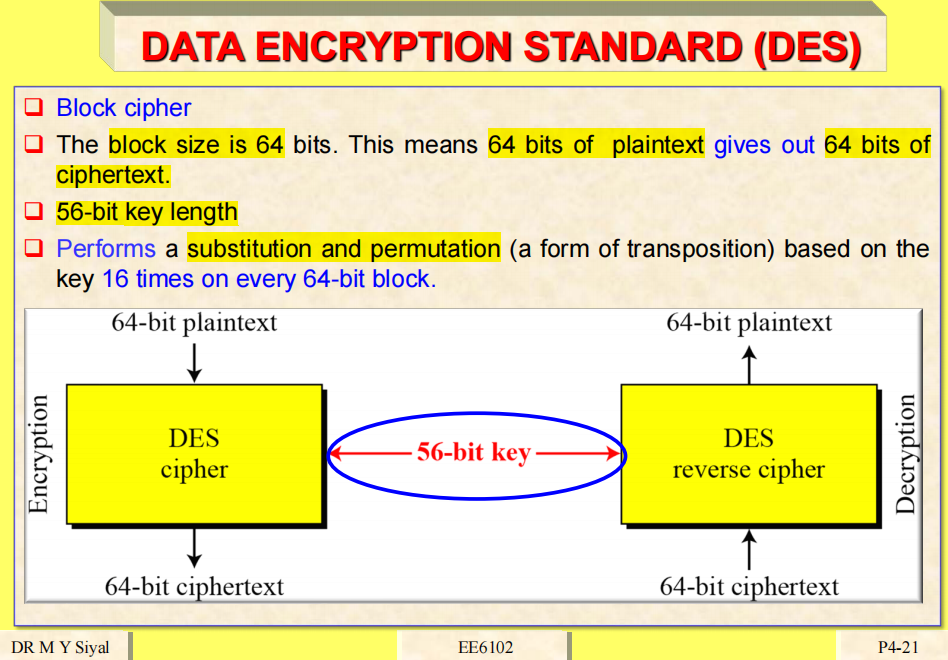 DATA ENCRYPTION STANDARD (DES)
Block cipher
The block size is 64 bits. This means 64 bits of plaintext gives out 64 bits of
ciphertext.
56-bit key length
Performs a substitution and permutation (a form of transposition) based on the
key 16 times on every 64-bit block.
64-bit plaintext
64-bit plaintext
Encryption
DES
cipher
56-bit key
DES
reverse cipher
Decryption
64-bit ciphertext
64-bit ciphertext
DR M Y Siyal
EE6102
P4-21